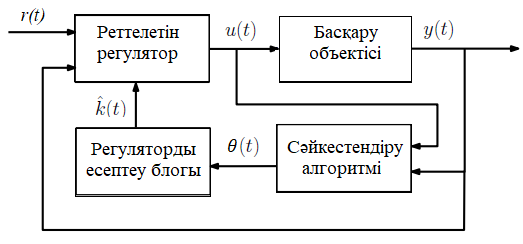 r(t)
Реттелетін
регулятор
u(t)
Басқару
объектісі
y(t)
k̂(t)
Регуляторды
есептеу блогы
θ(t)
Сәйкестендіру
алгоритмі